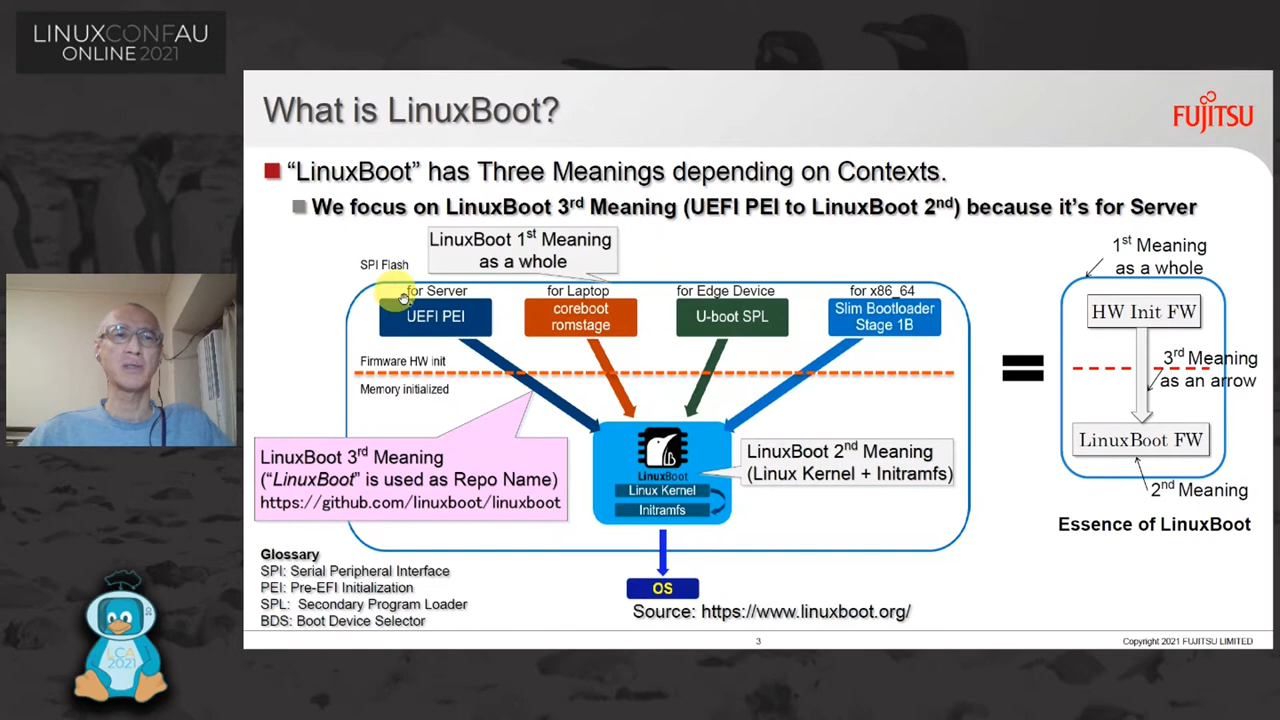 LINUXCONFAU
ONLINE 2021
What is LinuxBoot?
FUJITSU
"LinuxBoot" has Three Meanings depending on Contexts.
We focus on LinuxBoot 3rd Meaning (UEFI PEI to LinuxBoot 2nd) because it's for Server
LinuxBoot 1st Meaning
as a whole
SPI Flash
for Server
UEFI PEI
for Laptop
coreboot
romstage
for Edge Device
U-boot SPL
for x86_64
Slim Bootloader
Stage 1B
Firmware HW init
Memory initialized
LinuxBoot 3rd Meaning
("LinuxBoot" is used as Repo Name)
https://github.com/linuxboot/linuxboot
LinuxBoot
Linux Kernel
Initramfs
LinuxBoot 2nd Meaning
(Linux Kernel + Initramfs)
OS
Source: https://www.linuxboot.org/
=
1st Meaning
as a whole
HW Init FW
3rd Meaning
as an arrow
LinuxBoot FW
2nd Meaning
Essence of LinuxBoot
Glossary
SPI: Serial Peripheral Interface
PEI: Pre-EFI Initialization
SPL: Secondary Program Loader
BDS: Boot Device Selector
3
Copyright 2021 FUJITSU LIMITED
LCA
2021